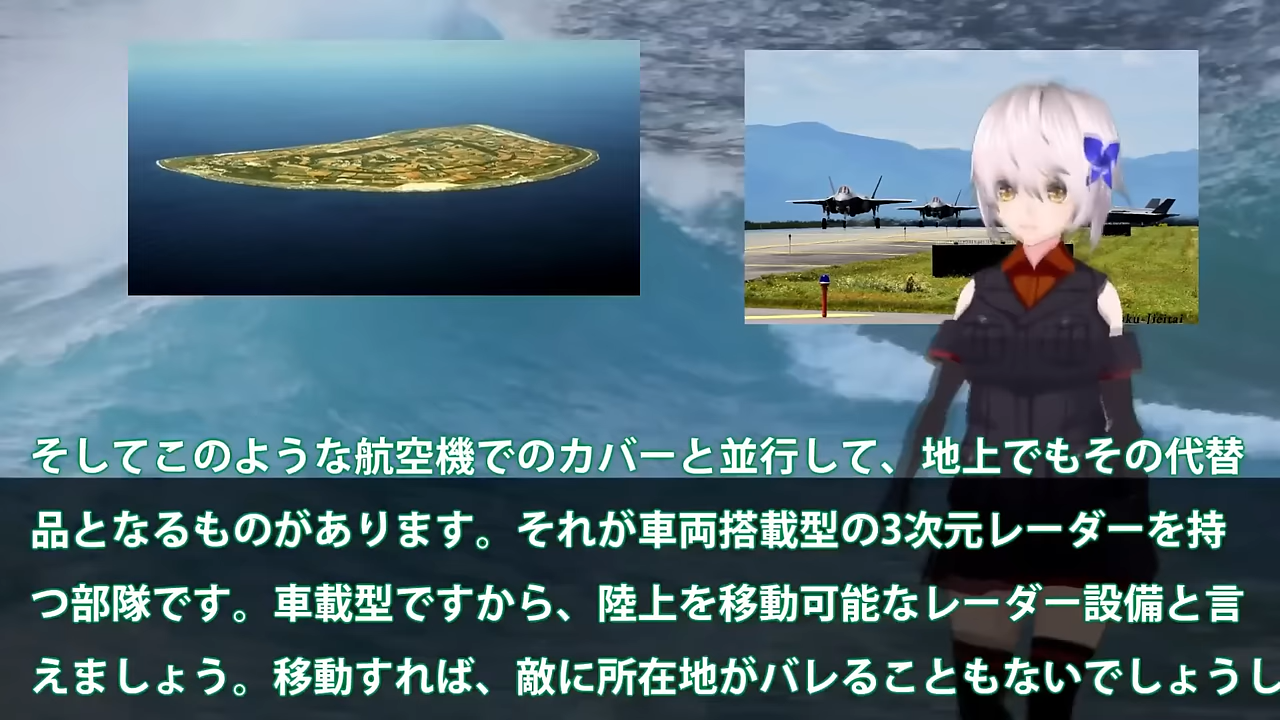 そしてこのような航空機でのカバーと並行して、地上でもその代替
品となるものがあります。それが車両搭載型の3次元レーダーを持
つ部隊です。車載型ですから、陸上を移動可能なレーダー設備と言
えましょう。移動すれば、敵に所在地がバレることもないでしょうし